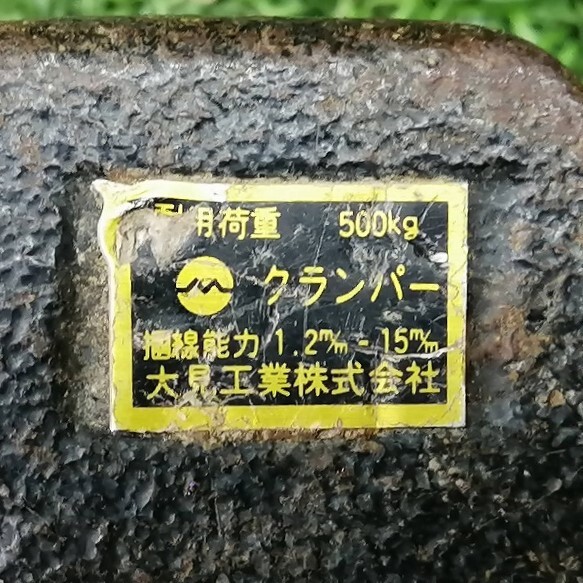 耐用荷重 500kg
クランパー
掴線能力 1.2m/m - 15m/m
大見工業株式会社